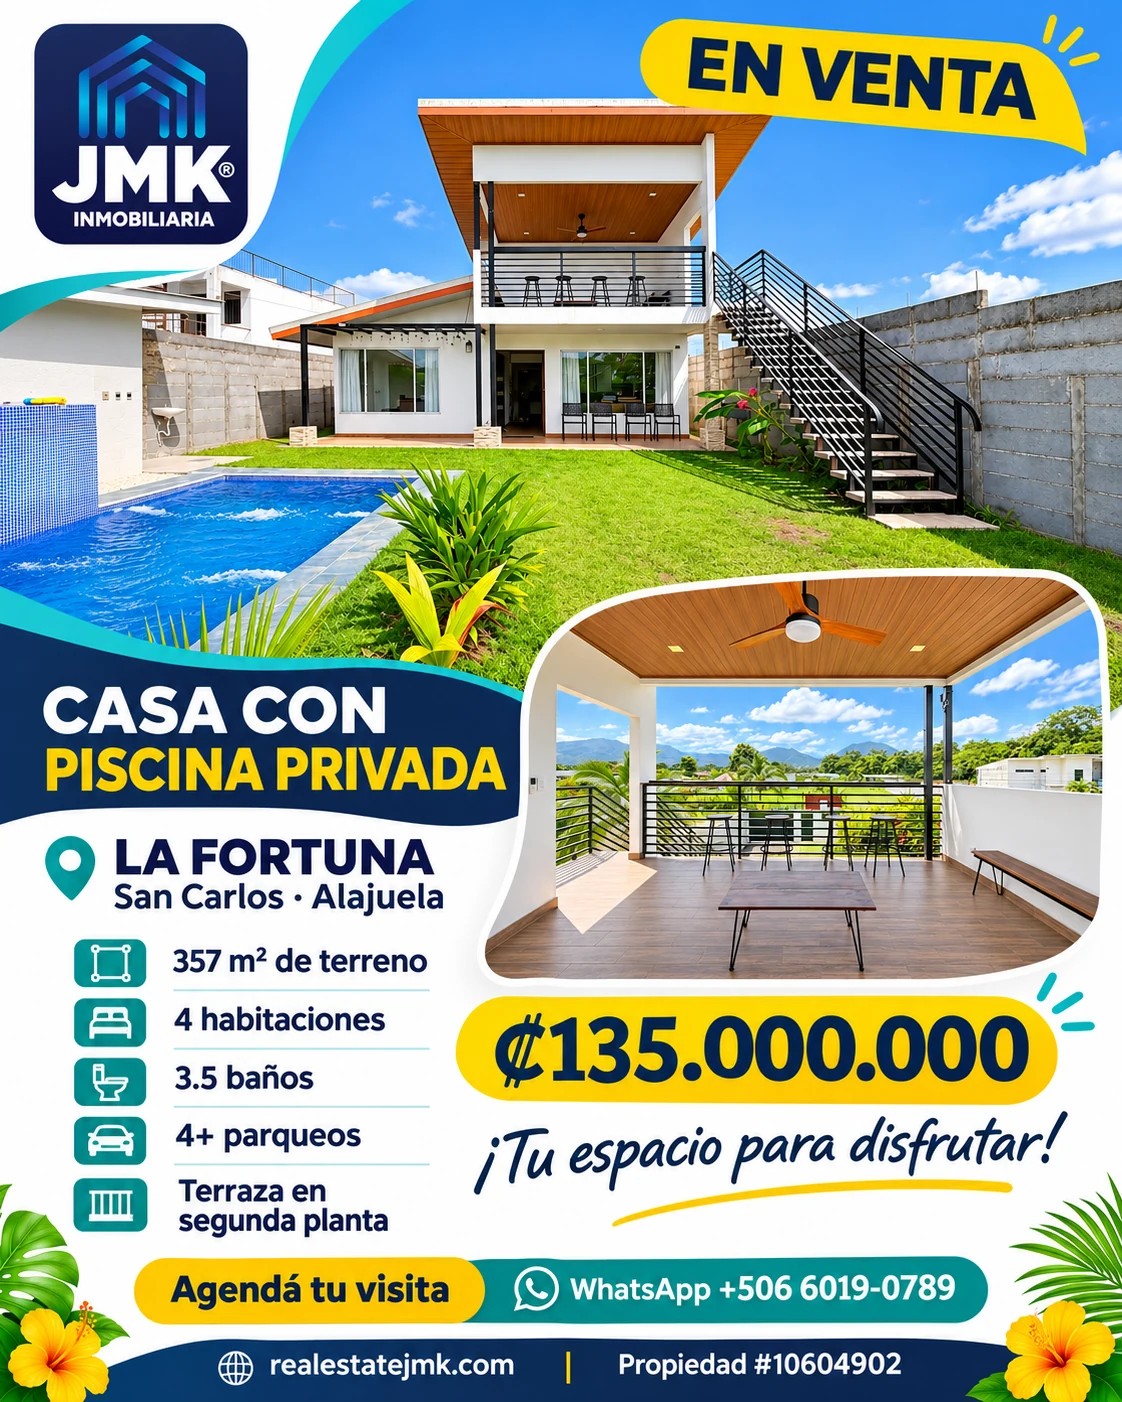 JMK®
INMOBILIARIA
EN VENTA
CASA CON
PISCINA PRIVADA
LA FORTUNA
San Carlos · Alajuela
357 m² de terreno
4 habitaciones
3.5 baños
4+ parqueos
Terraza en
segunda planta
₡135.000.000
¡Tu espacio para disfrutar!
Agendá tu visita
WhatsApp +506 6019-0789
realestatejmk.com | Propiedad #10604902